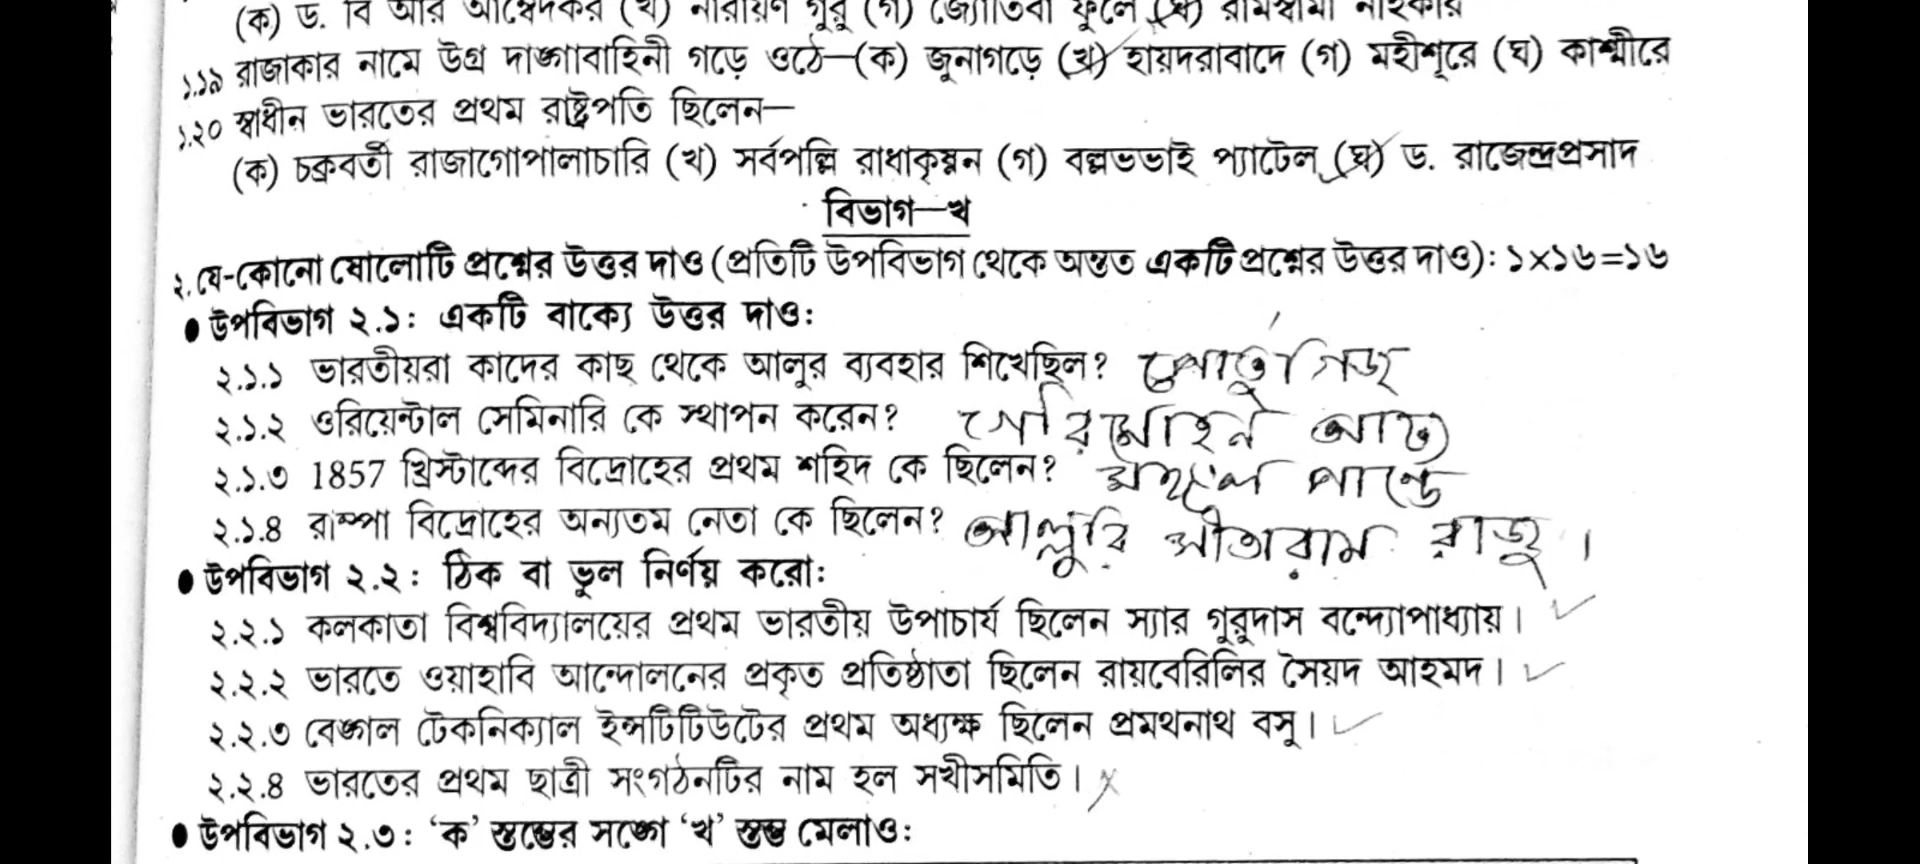 (ক) ড. বি আর আম্বেদকর (খ) নারায়ণ গুরু (গ) জ্যোতিবা ফুলে (ঘ) রামস্বামী নাইকার
১.১৯ রাজাকার নামে উগ্র দাঙ্গাবাহিনী গড়ে ওঠে—(ক) জুনাগড়ে (খ) হায়দরাবাদে (গ) মহীশূরে (ঘ) কাশ্মীরে
১.২০ স্বাধীন ভারতের প্রথম রাষ্ট্রপতি ছিলেন—
(ক) চক্রবর্তী রাজাগোপালাচারি (খ) সর্বপল্লি রাধাকৃষ্ণন (গ) বল্লভভাই প্যাটেল (ঘ) ড. রাজেন্দ্রপ্রসাদ
বিভাগ—খ
২. যে-কোনো ষোলোটি প্রশ্নের উত্তর দাও (প্রতিটি উপবিভাগ থেকে অন্তত একটি প্রশ্নের উত্তর দাও): ১×১৬=১৬
● উপবিভাগ ২.১: একটি বাক্যে উত্তর দাও:
২.১.১ ভারতীয়রা কাদের কাছ থেকে আলুর ব্যবহার শিখেছিল? পোর্তুগিজ
২.১.২ ওরিয়েন্টাল সেমিনারি কে স্থাপন করেন? গৌরমোহন আঢ্য
২.১.৩ 1857 খ্রিস্টাব্দের বিদ্রোহের প্রথম শহিদ কে ছিলেন? মঙ্গল পান্ডে
২.১.৪ রাম্পা বিদ্রোহের অন্যতম নেতা কে ছিলেন? আল্লুরি সীতারাম রাজু।
● উপবিভাগ ২.২: ঠিক বা ভুল নির্ণয় করো:
২.২.১ কলকাতা বিশ্ববিদ্যালয়ের প্রথম ভারতীয় উপাচার্য ছিলেন স্যার গুরুদাস বন্দ্যোপাধ্যায়। ✓
২.২.২ ভারতে ওয়াহাবি আন্দোলনের প্রকৃত প্রতিষ্ঠাতা ছিলেন রায়বেরিলির সৈয়দ আহমদ। ✓
২.২.৩ বেঙ্গল টেকনিক্যাল ইন্সটিটিউটের প্রথম অধ্যক্ষ ছিলেন প্রমথনাথ বসু। ✓
২.২.৪ ভারতের প্রথম ছাত্রী সংগঠনটির নাম হল সখীসমিতি। ✗
● উপবিভাগ ২.৩: ‘ক’ স্তম্ভের সঙ্গে ‘খ’ স্তম্ভ মেলাও: